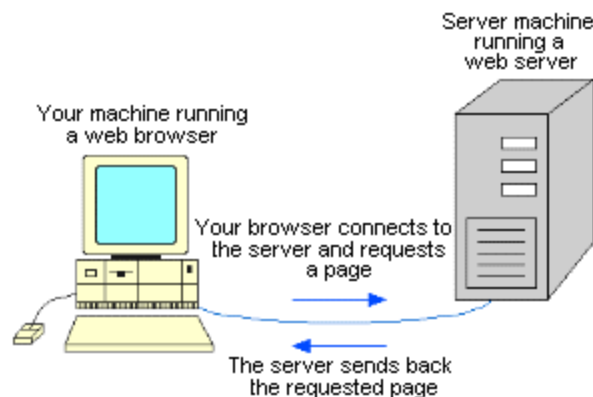 Server machine
running a
web server
Your machine running
a web browser
Your browser connects to
the server and requests
a page
The server sends back
the requested page